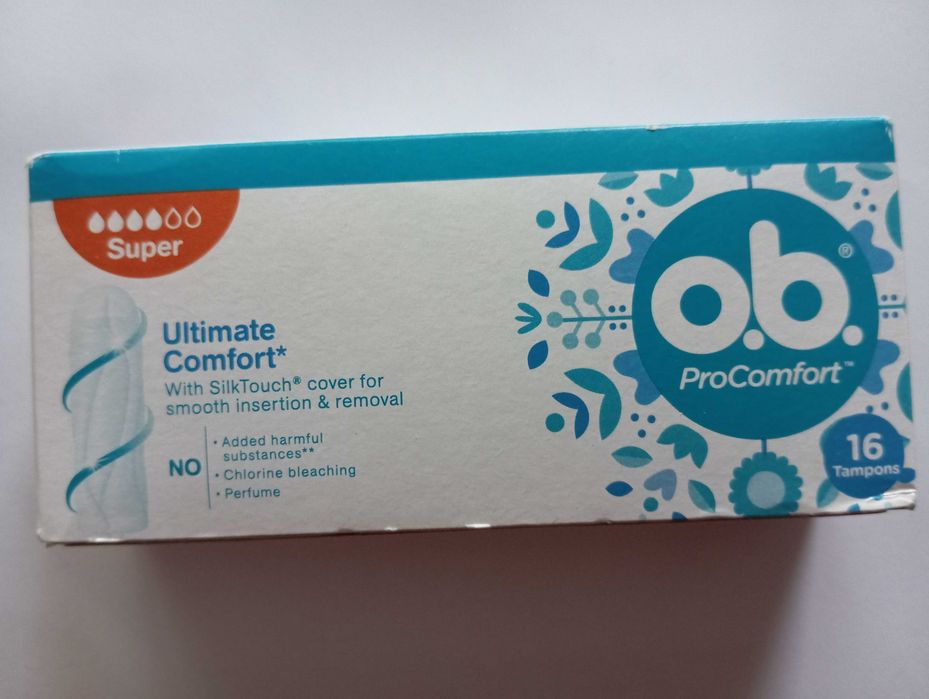 Super
Ultimate
Comfort*
With SilkTouch® cover for
smooth insertion & removal
NO
• Added harmful
substances**
• Chlorine bleaching
• Perfume
o.b.®
ProComfort™
16
Tampons